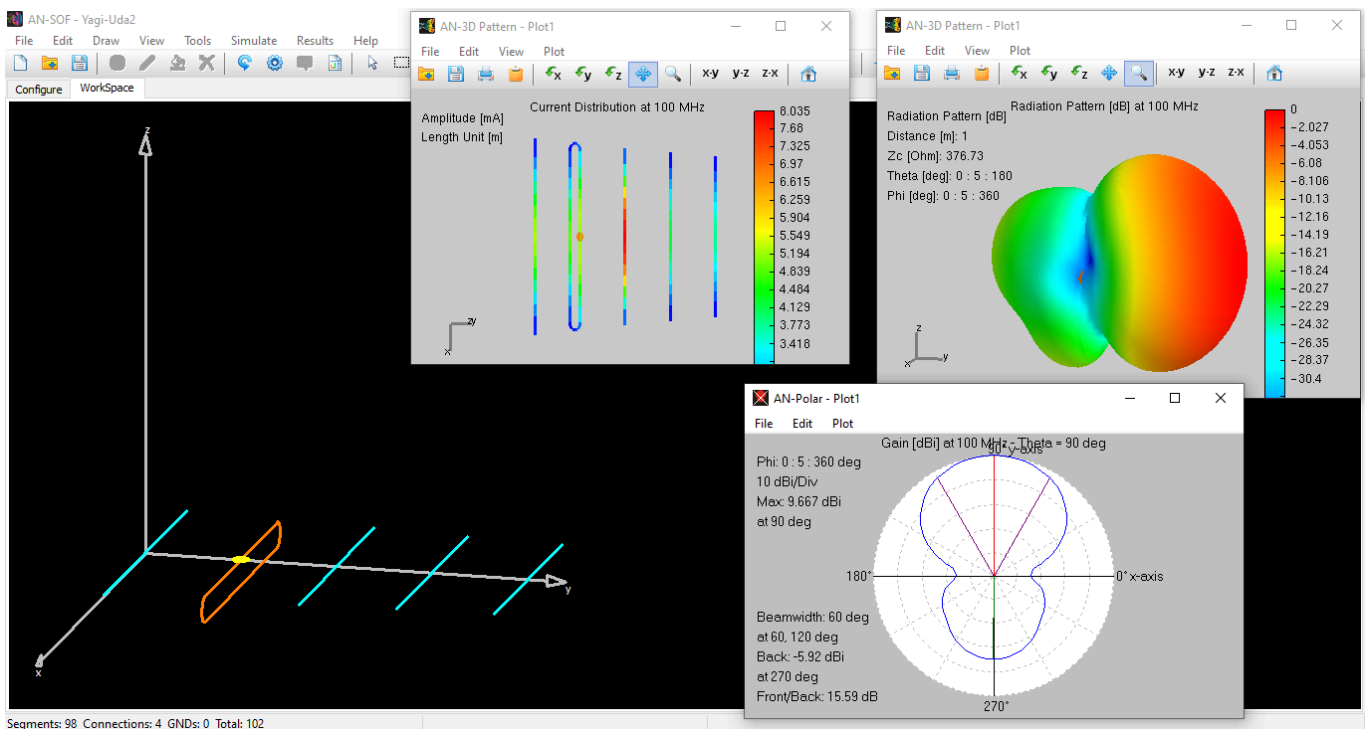 AN-SOF - Yagi-Uda2
File Edit Draw View Tools Simulate Results Help
Configure WorkSpace
z
y
x
AN-3D Pattern - Plot1
File Edit View Plot
x y z x-y y-z z-x
Current Distribution at 100 MHz
Amplitude [mA]
Length Unit [m]
8.035
7.68
7.325
6.97
6.615
6.259
5.904
5.549
5.194
4.839
4.484
4.129
3.773
3.418
zy
x
AN-3D Pattern - Plot1
File Edit View Plot
x y z x-y y-z z-x
Radiation Pattern [dB] at 100 MHz
Radiation Pattern [dB]
Distance [m]: 1
Zc [Ohm]: 376.73
Theta [deg]: 0 : 5 : 180
Phi [deg]: 0 : 5 : 360
0
-2.027
-4.053
-6.08
-8.106
-10.13
-12.16
-14.19
-16.21
-18.24
-20.27
-22.29
-24.32
-26.35
-28.37
-30.4
z
x y
AN-Polar - Plot1
File Edit Plot
Gain [dBi] at 100 MHz - Theta = 90 deg
90° y-axis
Phi: 0 : 5 : 360 deg
10 dBi/Div
Max: 9.667 dBi
at 90 deg
180°
0° x-axis
Beamwidth: 60 deg
at 60, 120 deg
Back: -5.92 dBi
at 270 deg
Front/Back: 15.59 dB
270°
Segments: 98 Connections: 4 GNDs: 0 Total: 102